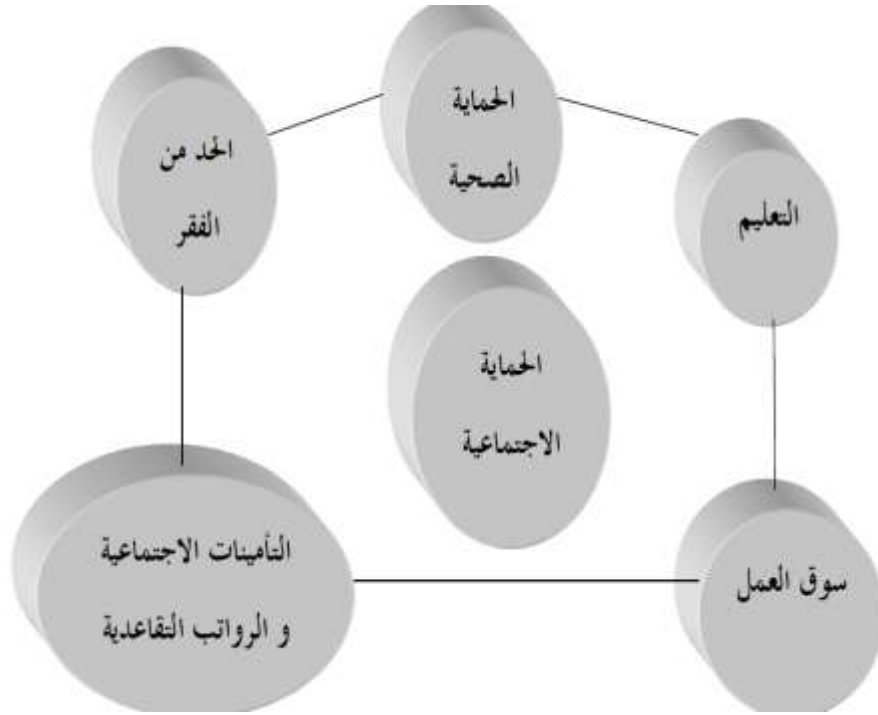 الحماية
الصحية
الحد من
الفقر
التعليم
الحماية
الاجتماعية
التأمينات الاجتماعية
و الرواتب التقاعدية
سوق العمل